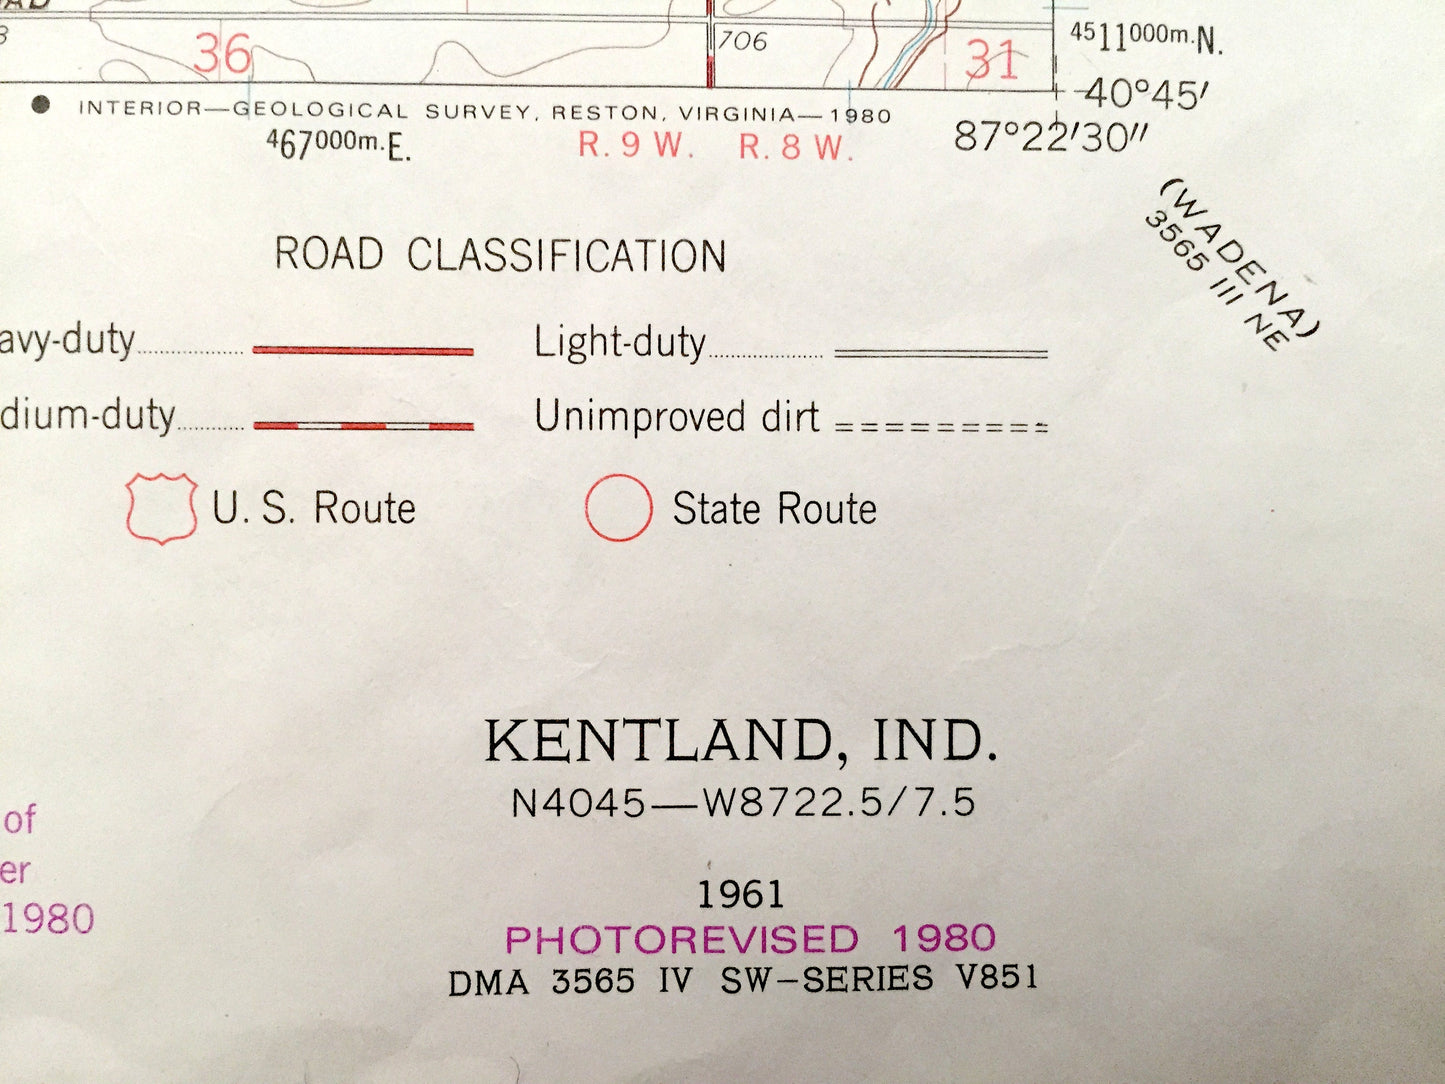 36
706
31
4511000m.N.
40°45'
INTERIOR—GEOLOGICAL SURVEY, RESTON, VIRGINIA—1980
467000m.E.
R. 9 W. R. 8 W.
87°22'30"
(WADENA)
3565 III NE
ROAD CLASSIFICATION
avy-duty
Light-duty
dium-duty
Unimproved dirt
U. S. Route
State Route
KENTLAND, IND.
N4045—W8722.5/7.5
of
er
1980
1961
PHOTOREVISED 1980
DMA 3565 IV SW-SERIES V851